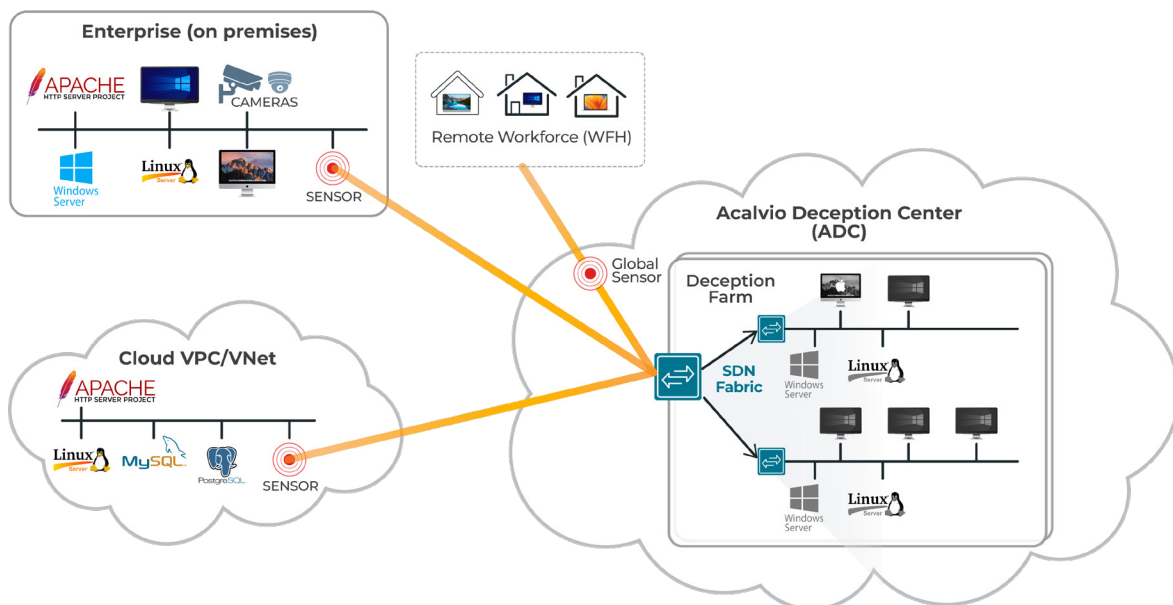 Enterprise (on premises)
APACHE
HTTP SERVER PROJECT
CAMERAS
Windows
Server
Linux
Server
SENSOR
Remote Workforce (WFH)
Global
Sensor
Cloud VPC/VNet
APACHE
HTTP SERVER PROJECT
Linux
Server
MySQL
PostgreSQL
SENSOR
Acalvio Deception Center
(ADC)
Deception
Farm
SDN
Fabric
Windows
Server
Linux
Server
Windows
Server
Linux
Server